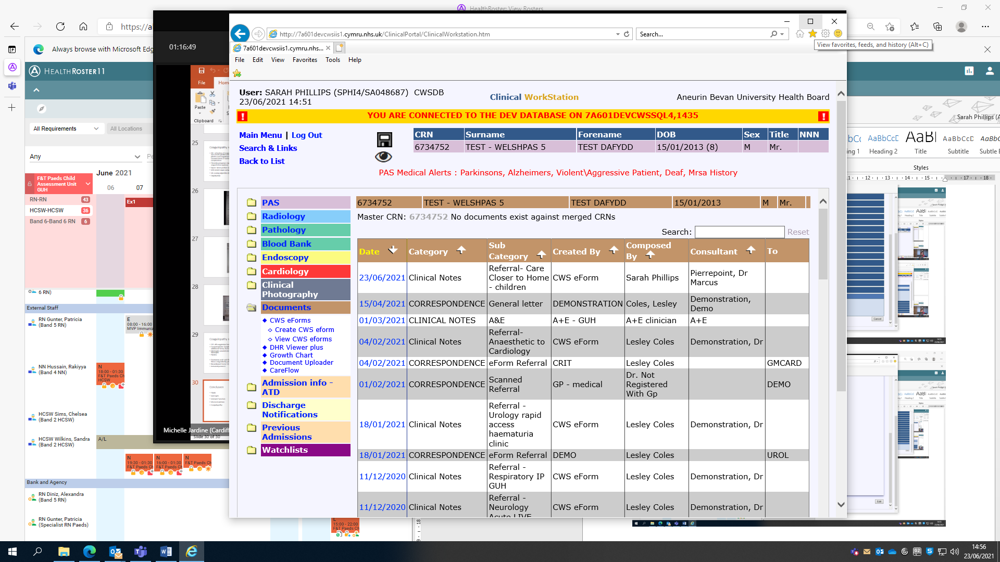 HealthRoster: View Rosters
https://a
01:16:49
http://7a601devcwsiis1.cymru.nhs.uk/ClinicalPortal/ClinicalWorkstation.htm
Search...
View favorites, feeds, and history (Alt+C)
Always browse with Microsoft Edg
7a601devcwsiis1.cymru.nhs...
File Edit View Favorites Tools Help
HEALTHROSTER11
User: SARAH PHILLIPS (SPHI4/SA048687) CWSDB
23/06/2021 14:51
Clinical WorkStation
Aneurin Bevan University Health Board
YOU ARE CONNECTED TO THE DEV DATABASE ON 7A601DEVCWSSQL4,1435
Main Menu | Log Out
Search & Links
Back to List
CRN Surname Forename DOB Sex Title NNN
6734752 TEST - WELSHPAS 5 TEST DAFYDD 15/01/2013 (8) M Mr.
PAS Medical Alerts : Parkinsons, Alzheimers, Violent\Aggressive Patient, Deaf, Mrsa History
PAS
Radiology
Pathology
Blood Bank
Endoscopy
Cardiology
Clinical
Photography
Documents
CWS eForms
Create CWS eform
View CWS eforms
DHR Viewer plus
Growth Chart
Document Uploader
CareFlow
Admission info -
ATD
Discharge
Notifications
Previous
Admissions
Watchlists
6734752 TEST - WELSHPAS 5 TEST DAFYDD 15/01/2013 M Mr.
Master CRN: 6734752 No documents exist against merged CRNs
Search: Reset
Date Category Sub Category Created By Composed By Consultant To
23/06/2021 Clinical Notes Referral- Care Closer to Home - children CWS eForm Sarah Phillips Pierrepoint, Dr Marcus
15/04/2021 CORRESPONDENCE General letter DEMONSTRATION Coles, Lesley Demonstration, Demo
01/03/2021 CLINICAL NOTES A&E A+E - GUH A+E clinician A+E
04/02/2021 Clinical Notes Referral- Anaesthetic to Cardiology CWS eForm Lesley Coles Demonstration, Dr
04/02/2021 CORRESPONDENCE eForm Referral CRIT Lesley Coles GMCARD
01/02/2021 CORRESPONDENCE Scanned Referral GP - medical Dr. Not Registered With Gp DEMO
18/01/2021 Clinical Notes Referral - Urology rapid access haematuria clinic CWS eForm Lesley Coles Demonstration, Dr
18/01/2021 CORRESPONDENCE eForm Referral DEMO Lesley Coles UROL
11/12/2020 Clinical Notes Referral - Respiratory IP GUH CWS eForm Lesley Coles Demonstration, Dr
11/12/2020 Clinical Notes Referral - Neurology Acute LIVE CWS eForm Lesley Coles Demonstration, Dr
All Requirements All Locations
Any Pe
June 2021
06 07
F&T Paeds Child
Assessment Unit
GUH
Ex1
RN-RN 43
HCSW-HCSW 36
Band 6-Band 6 RN 6
6 RN)
External Staff
RN Gunter, Patricia
(Band 5 RN)
E
08:00 - 16:00
MVP Immuniz
NN Hussain, Rakiyya
(Band 4 NN)
N
18:00 - 01:30
F&T Paeds Ch
HCSW
HCSW Sims, Chelsea
(Band 2 HCSW)
HCSW Wilkins, Sandra
(Band 2 HCSW)
A/L
N
19:30 - 01:30
F&T Paeds Ch
N
16:00 - 01:30
F&T Paeds Ch
N
F&T Paeds Ch
Bank and Agency
RN Diniz, Alexandra
(Band 5 RN)
RN Gunter, Patricia
(Specialist RN Paeds)
15:00 - 22:00
F&T Paeds Ch
File Hom
Paste
Clipboard
25
26
27
28
29
30
Conclusion
Michelle Jardine (Cardiff
Slide 30 of 30
Sarah Phillips (A
AaBbCcD AaBl AaBbCcD AaBbC
Heading 2 Title Subtitle Subtle E
Styles
14:56
23/06/2021